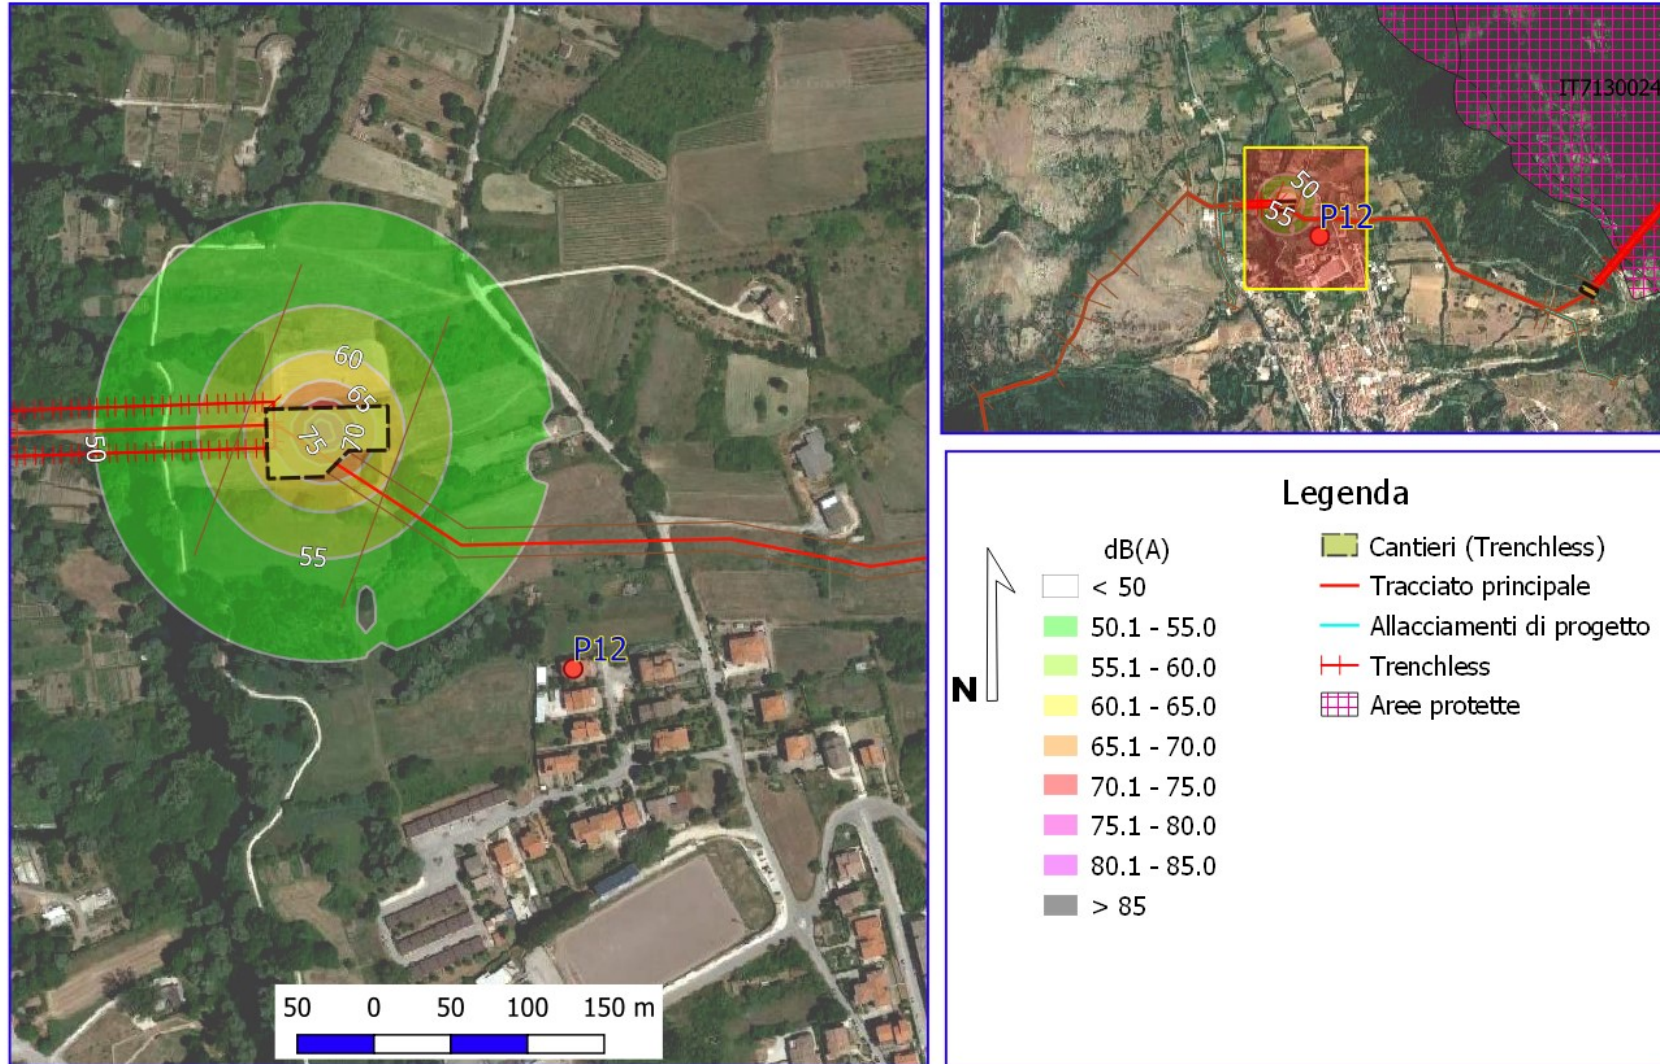 60
65
70
75
50
55
P12
50 0 50 100 150 m
IT7130024
50
55
P12
Legenda
dB(A)
< 50
50.1 - 55.0
55.1 - 60.0
60.1 - 65.0
65.1 - 70.0
70.1 - 75.0
75.1 - 80.0
80.1 - 85.0
> 85
Cantieri (Trenchless)
Tracciato principale
Allacciamenti di progetto
Trenchless
Aree protette
N